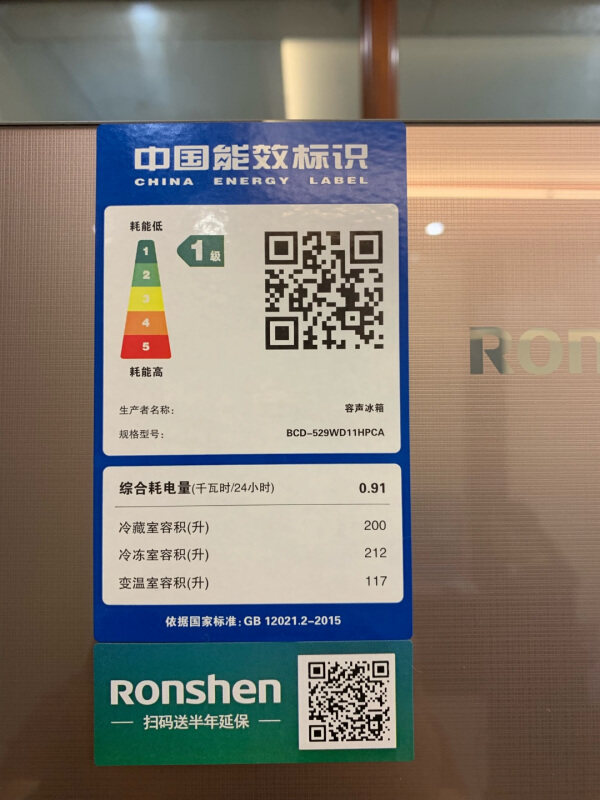 中国能效标识
CHINA ENERGY LABEL
耗能低
1
2
3
4
5
耗能高
1级
生产者名称: 容声冰箱
规格型号: BCD-529WD11HPCA
综合耗电量(千瓦时/24小时) 0.91
冷藏室容积(升) 200
冷冻室容积(升) 212
变温室容积(升) 117
依据国家标准: GB 12021.2-2015
Ronshen
扫码送半年延保
Ron